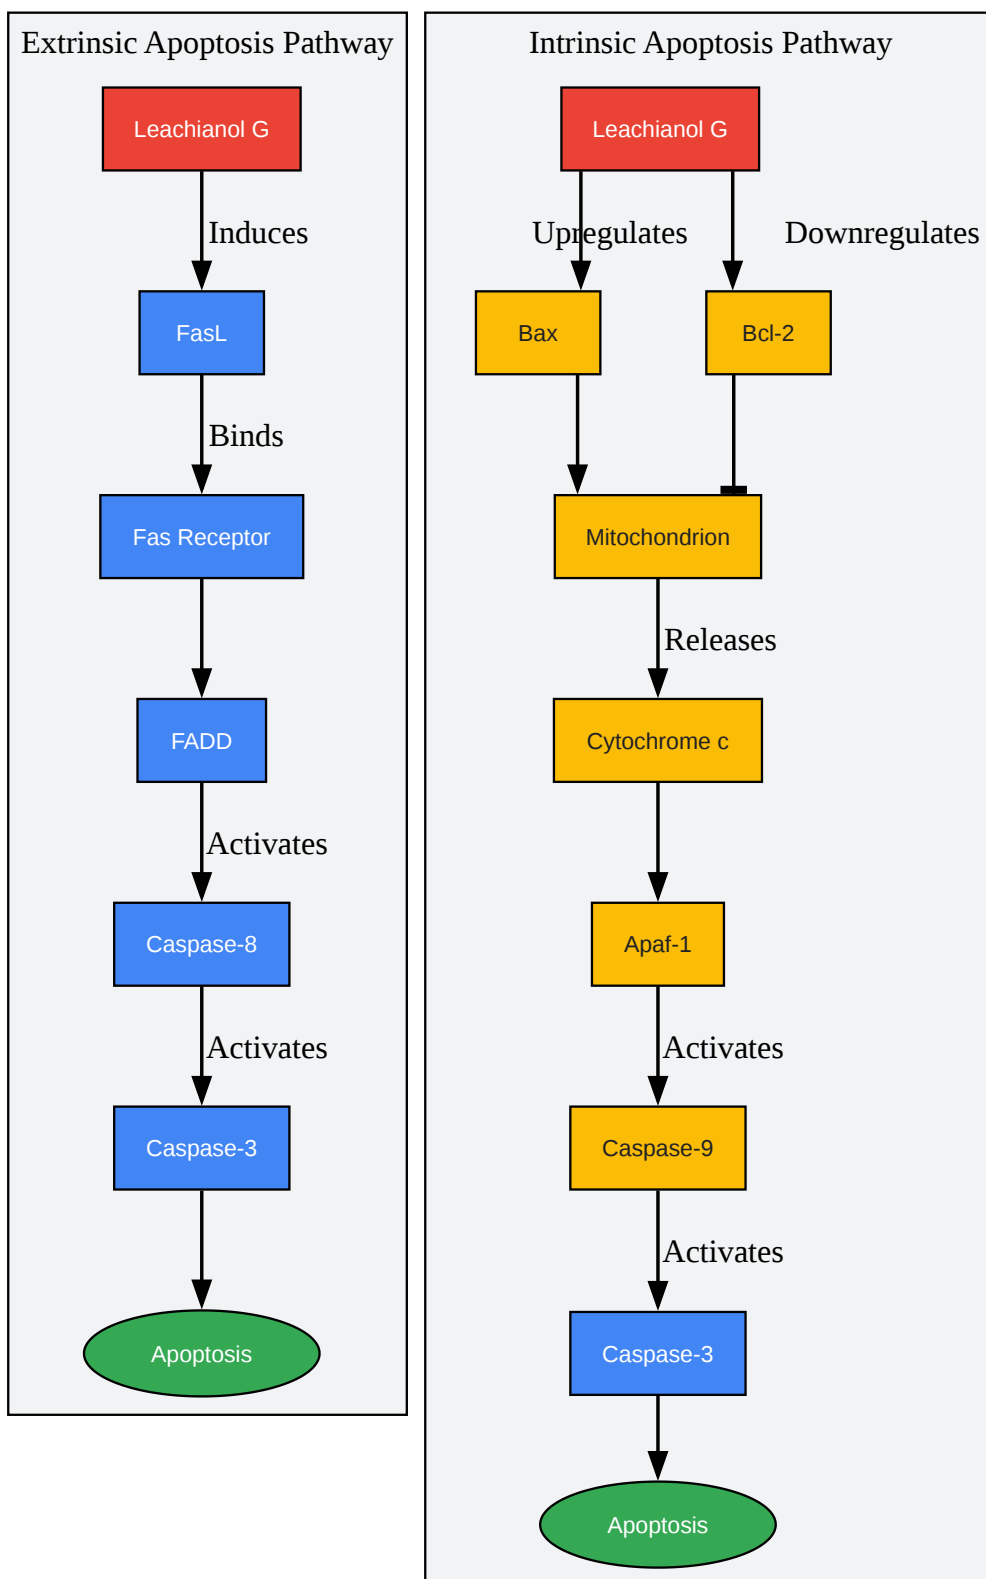 Extrinsic Apoptosis Pathway
Leachianol G
Induces
FasL
Binds
Fas Receptor
FADD
Activates
Caspase-8
Activates
Caspase-3
Apoptosis
Intrinsic Apoptosis Pathway
Leachianol G
Upregulates
Downregulates
Bax
Bcl-2
Mitochondrion
Releases
Cytochrome c
Apaf-1
Activates
Caspase-9
Activates
Caspase-3
Apoptosis